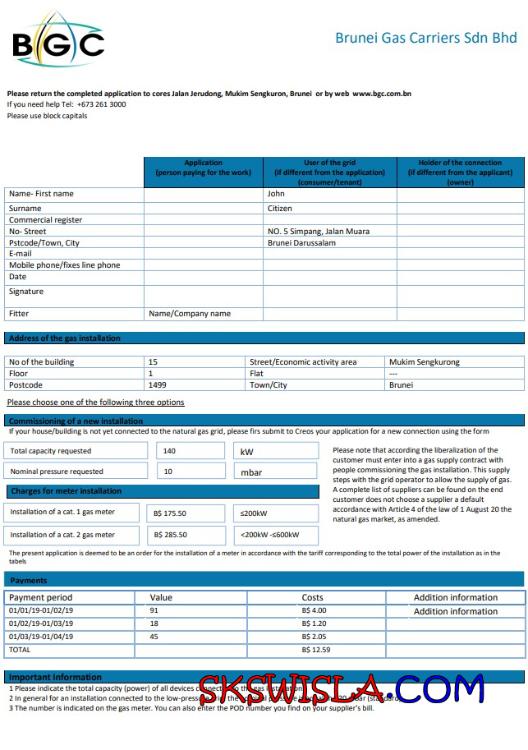 BGC
Brunei Gas Carriers Sdn Bhd
Please return the completed application to cores Jalan Jerudong, Mukim Sengkuron, Brunei or by web www.bgc.com.bn
If you need help Tel: +673 261 3000
Please use block capitals
Application (person paying for the work) User of the grid (if different from the application) (consumer/tenant) Holder of the connection (if different from the applicant) (owner)
Name- First name John
Surname Citizen
Commercial register
No- Street NO. 5 Simpang, Jalan Muara
Pstcode/Town, City Brunei Darussalam
E-mail
Mobile phone/fixes line phone
Date
Signature
Fitter Name/Company name
Address of the gas installation
No of the building 15 Street/Economic activity area Mukim Sengkurong
Floor 1 Flat ---
Postcode 1499 Town/City Brunei
Please choose one of the following three options
Commissioning of a new installation
If your house/building is not yet connected to the natural gas grid, please firs submit to Creos your application for a new connection using the form
Total capacity requested 140 kW
Nominal pressure requested 10 mbar
Charges for meter installation
Installation of a cat. 1 gas meter B$ 175.50 ≤200kW
Installation of a cat. 2 gas meter B$ 285.50 <200kW -≤600kW
Please note that according the liberalization of the
customer must enter into a gas supply contract with
people commissioning the gas installation. This supply
steps with the grid operator to allow the supply of gas.
A complete list of suppliers can be found on the end
customer does not choose a supplier a default
accordance with Article 4 of the law of 1 August 20 the
natural gas market, as amended.
The present application is deemed to be an order for the installation of a meter in accordance with the tariff corresponding to the total power of the installation as in the
tabels
Payments
Payment period Value Costs Addition information
01/01/19-01/02/19 91 B$ 4.00 Addition information
01/02/19-01/03/19 18 B$ 1.20
01/03/19-01/04/19 45 B$ 2.05
TOTAL B$ 12.59
Important Information
1 Please indicate the total capacity (power) of all devices to the gas
2 In general for an installation connected to the low-pressure
3 The number is indicated on the gas meter. You can also enter the POD number you find on your supplier's bill.
SKSWISLA.COM